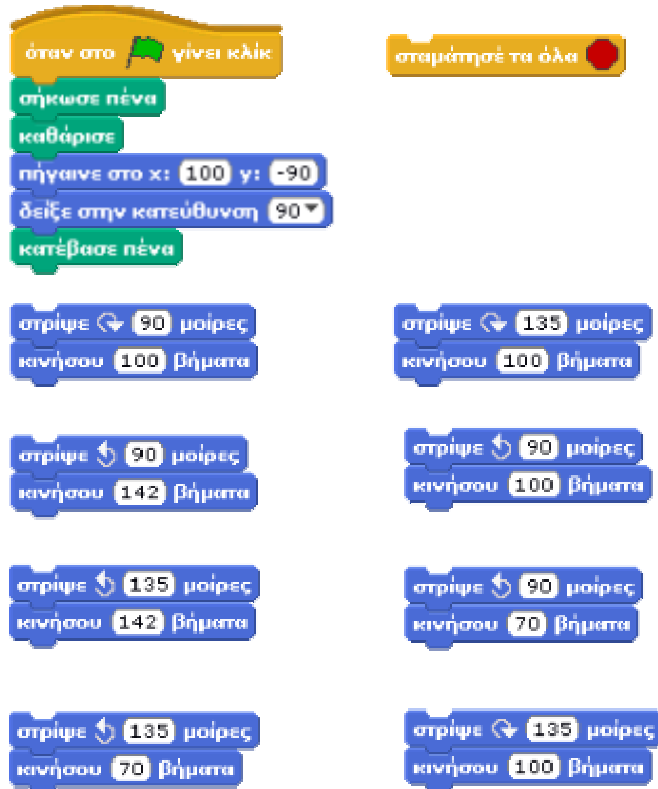 όταν στο γίνει κλίκ
σταμάτησέ τα όλα
σήκωσε πένα
καθάρισε
πήγαινε στο x: 100 y: -90
δείξε στην κατεύθυνση 90
κατέβασε πένα
στρίψε 90 μοίρες
κινήσου 100 βήματα
στρίψε 135 μοίρες
κινήσου 100 βήματα
στρίψε 90 μοίρες
κινήσου 142 βήματα
στρίψε 90 μοίρες
κινήσου 100 βήματα
στρίψε 135 μοίρες
κινήσου 142 βήματα
στρίψε 90 μοίρες
κινήσου 70 βήματα
στρίψε 135 μοίρες
κινήσου 70 βήματα
στρίψε 135 μοίρες
κινήσου 100 βήματα